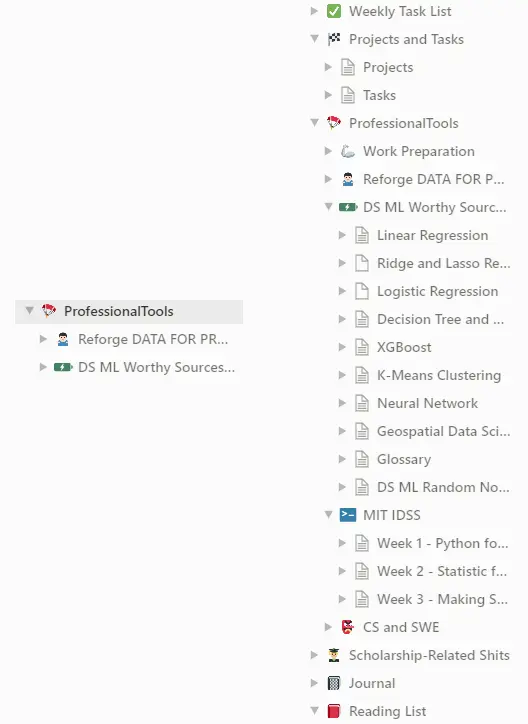 ProfessionalTools
Reforge DATA FOR PR...
DS ML Worthy Sources...
Weekly Task List
Projects and Tasks
Projects
Tasks
ProfessionalTools
Work Preparation
Reforge DATA FOR P...
DS ML Worthy Sourc...
Linear Regression
Ridge and Lasso Re...
Logistic Regression
Decision Tree and ...
XGBoost
K-Means Clustering
Neural Network
Geospatial Data Sci...
Glossary
DS ML Random No...
MIT IDSS
Week 1 - Python fo...
Week 2 - Statistic f...
Week 3 - Making S...
CS and SWE
Scholarship-Related Shits
Journal
Reading List